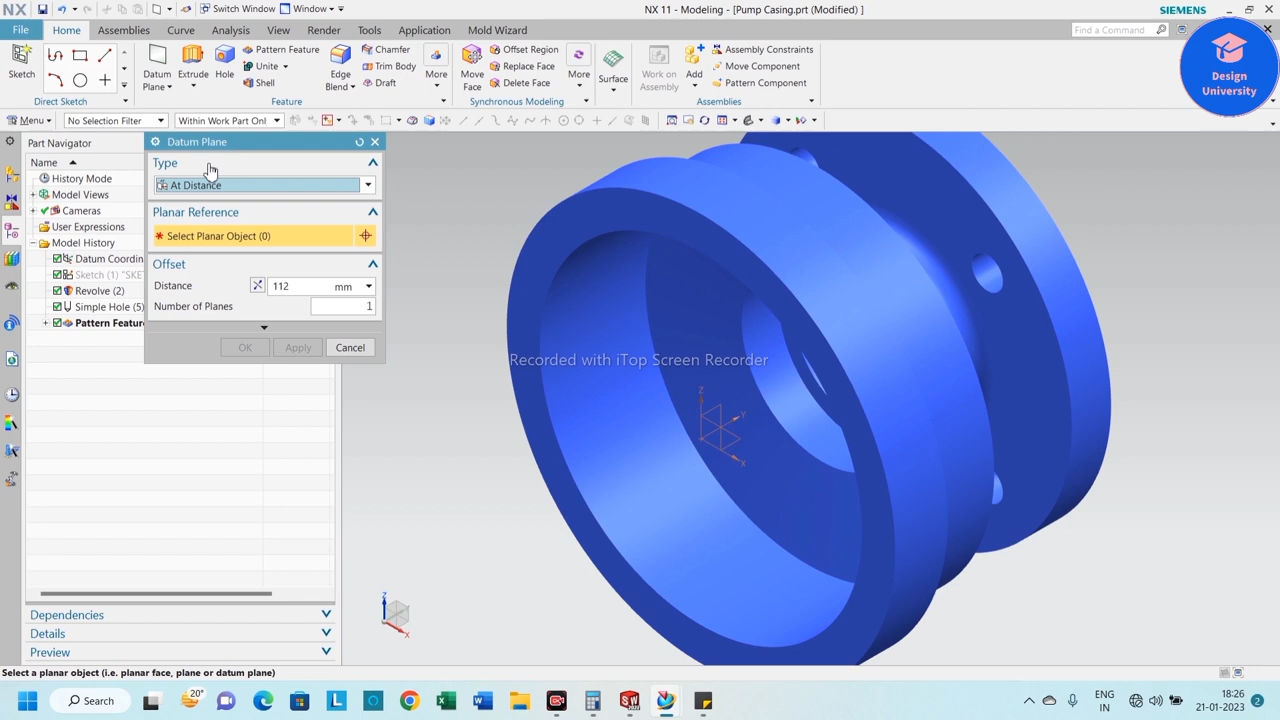 NX
Switch Window
Window
NX 11 - Modeling - [Pump Casing.prt (Modified) ]
SIEMENS
File
Home
Assemblies
Curve
Analysis
View
Render
Tools
Application
Mold Wizard
Find a Command
Sketch
Direct Sketch
Datum Plane
Extrude
Hole
Pattern Feature
Unite
Shell
Edge Blend
Chamfer
Trim Body
Draft
More
Feature
Move Face
Offset Region
Replace Face
Delete Face
More
Synchronous Modeling
Surface
Work on Assembly
Add
Assembly Constraints
Move Component
Pattern Component
Assemblies
Design
University
Menu
No Selection Filter
Within Work Part Onl
Part Navigator
Name
History Mode
Model Views
Cameras
User Expressions
Model History
Datum Coordin
Sketch (1) "SKE
Revolve (2)
Simple Hole (5)
Pattern Feature
Datum Plane
Type
At Distance
Planar Reference
* Select Planar Object (0)
Offset
Distance
112 mm
Number of Planes
1
OK
Apply
Cancel
Recorded with iTop Screen Recorder
Z
Y
X
Z
X
Dependencies
Details
Preview
Select a planar object (i.e. planar face, plane or datum plane)
Search
20°
ENG
IN
18:26
21-01-2023
2